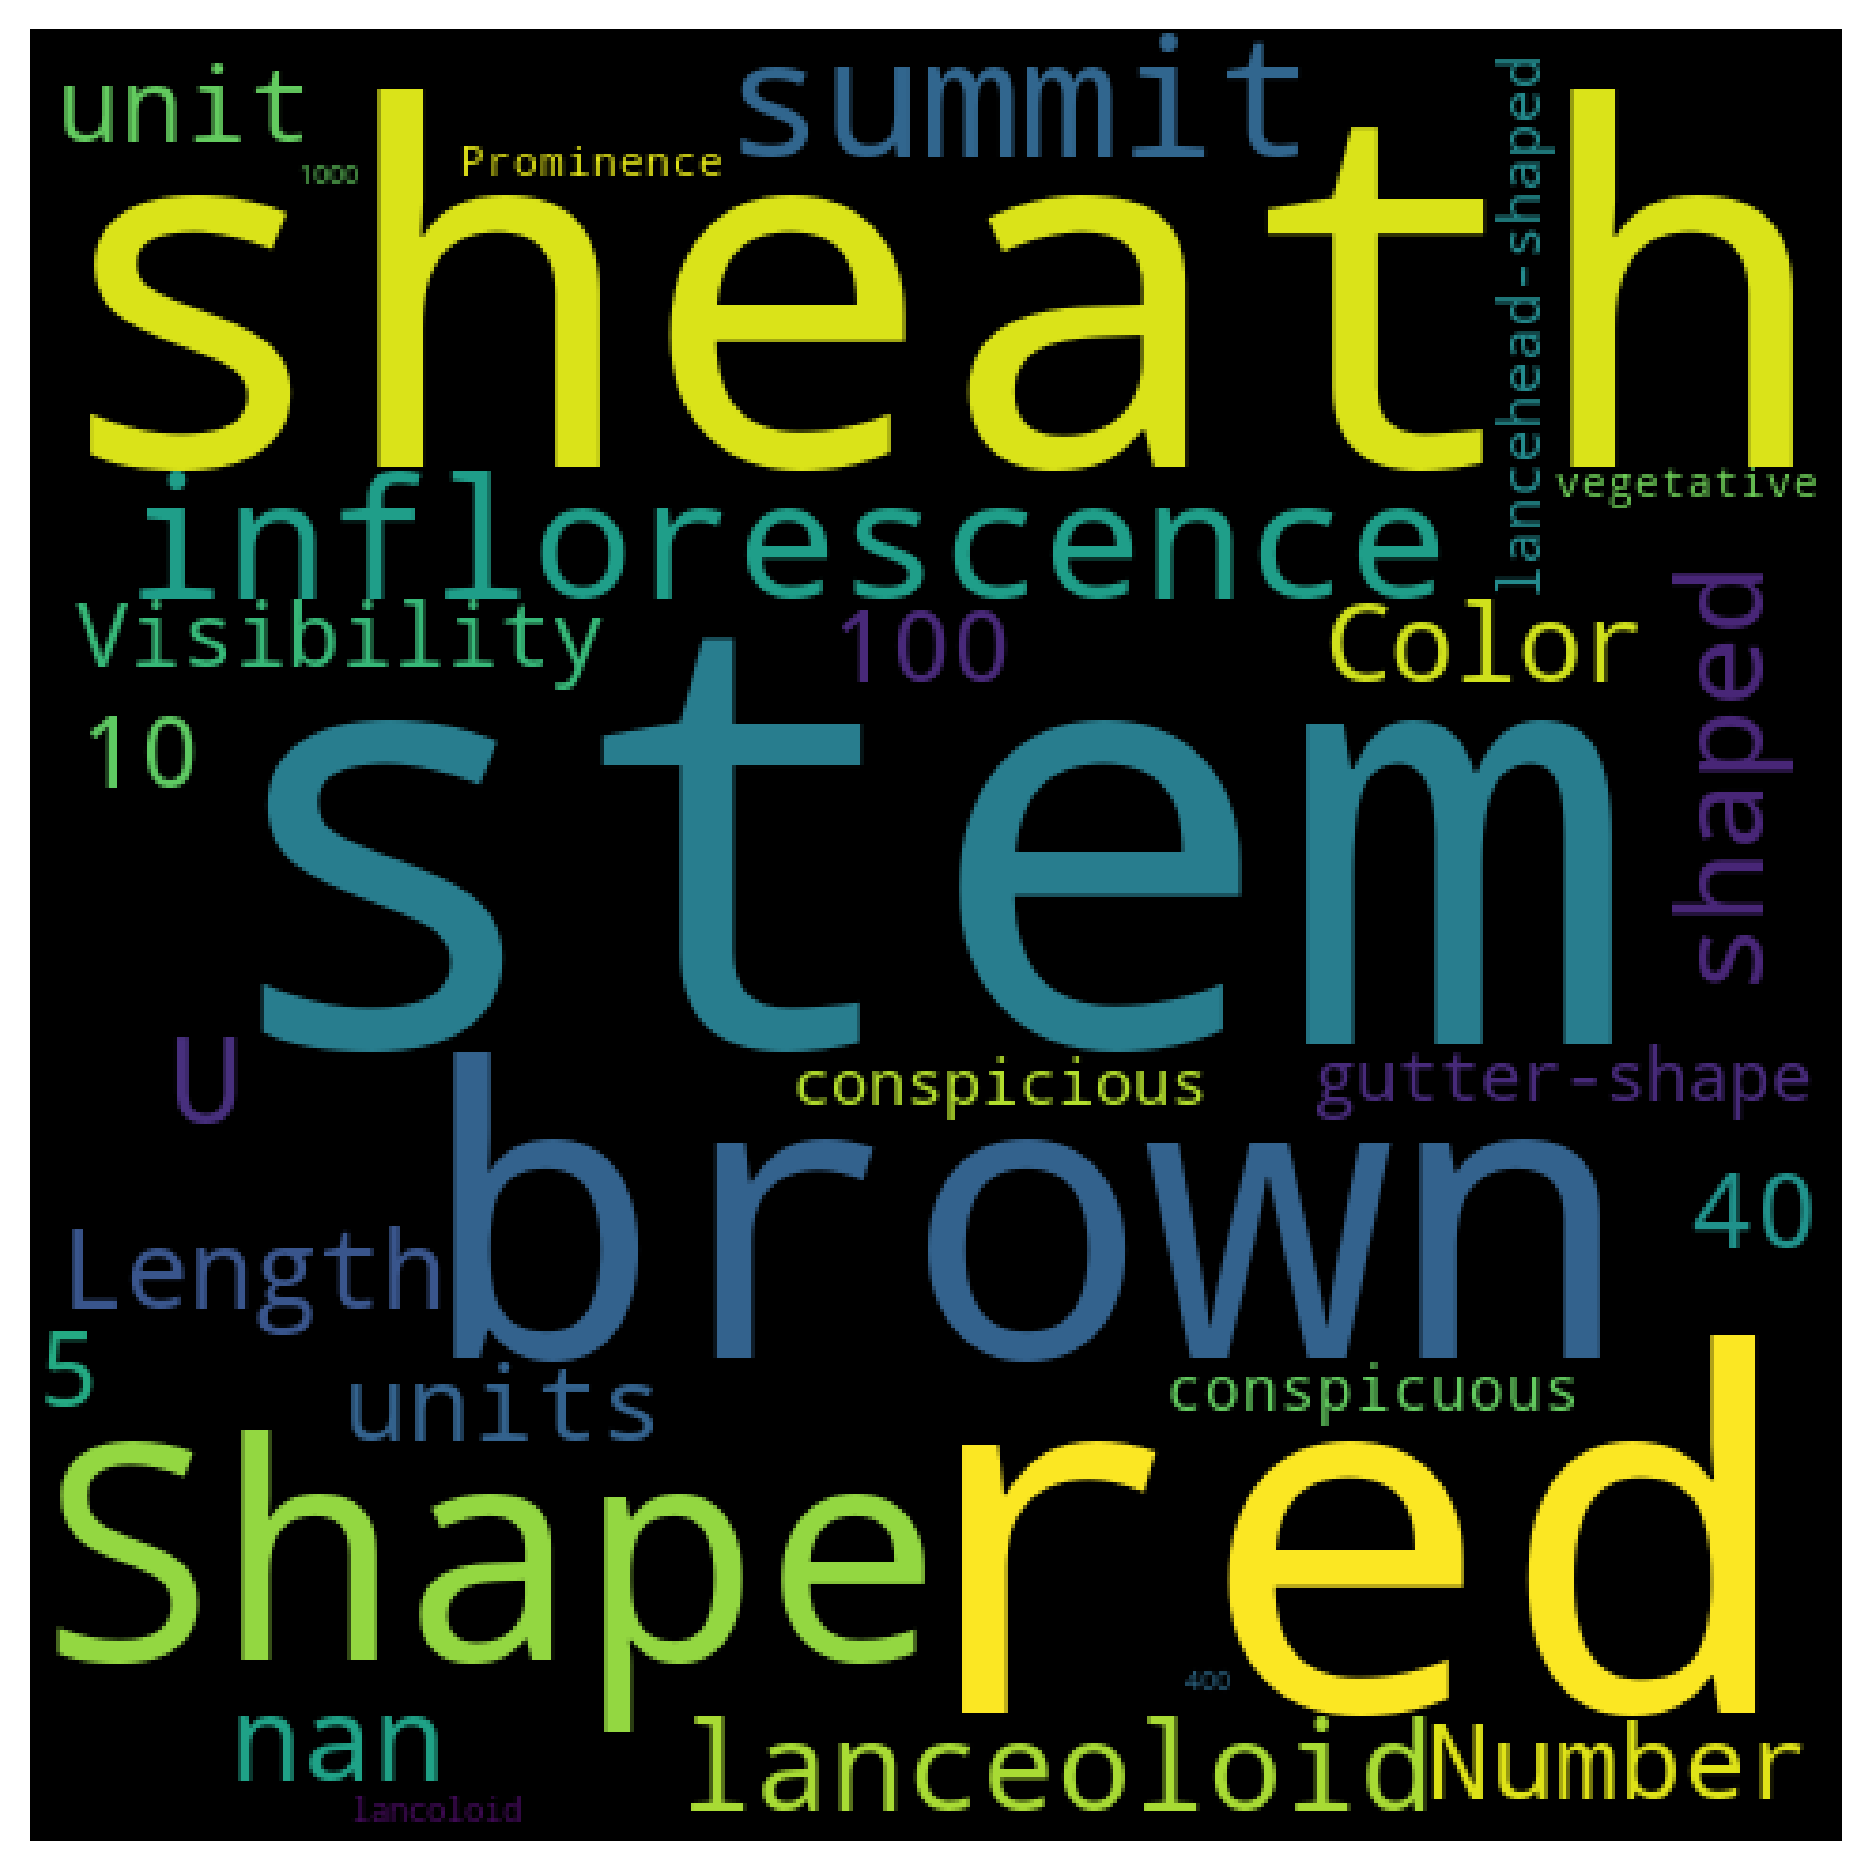 unit
summit
1000
Prominence
lancehead-shaped
sheath
vegetative
inflorescence
Visibility
100
Color
shaped
10
stem
U
conspicious
gutter-shape
brown
40
Length
5
units
conspicuous
Shape
red
400
nan
lanceoloid
Number
lancoloid